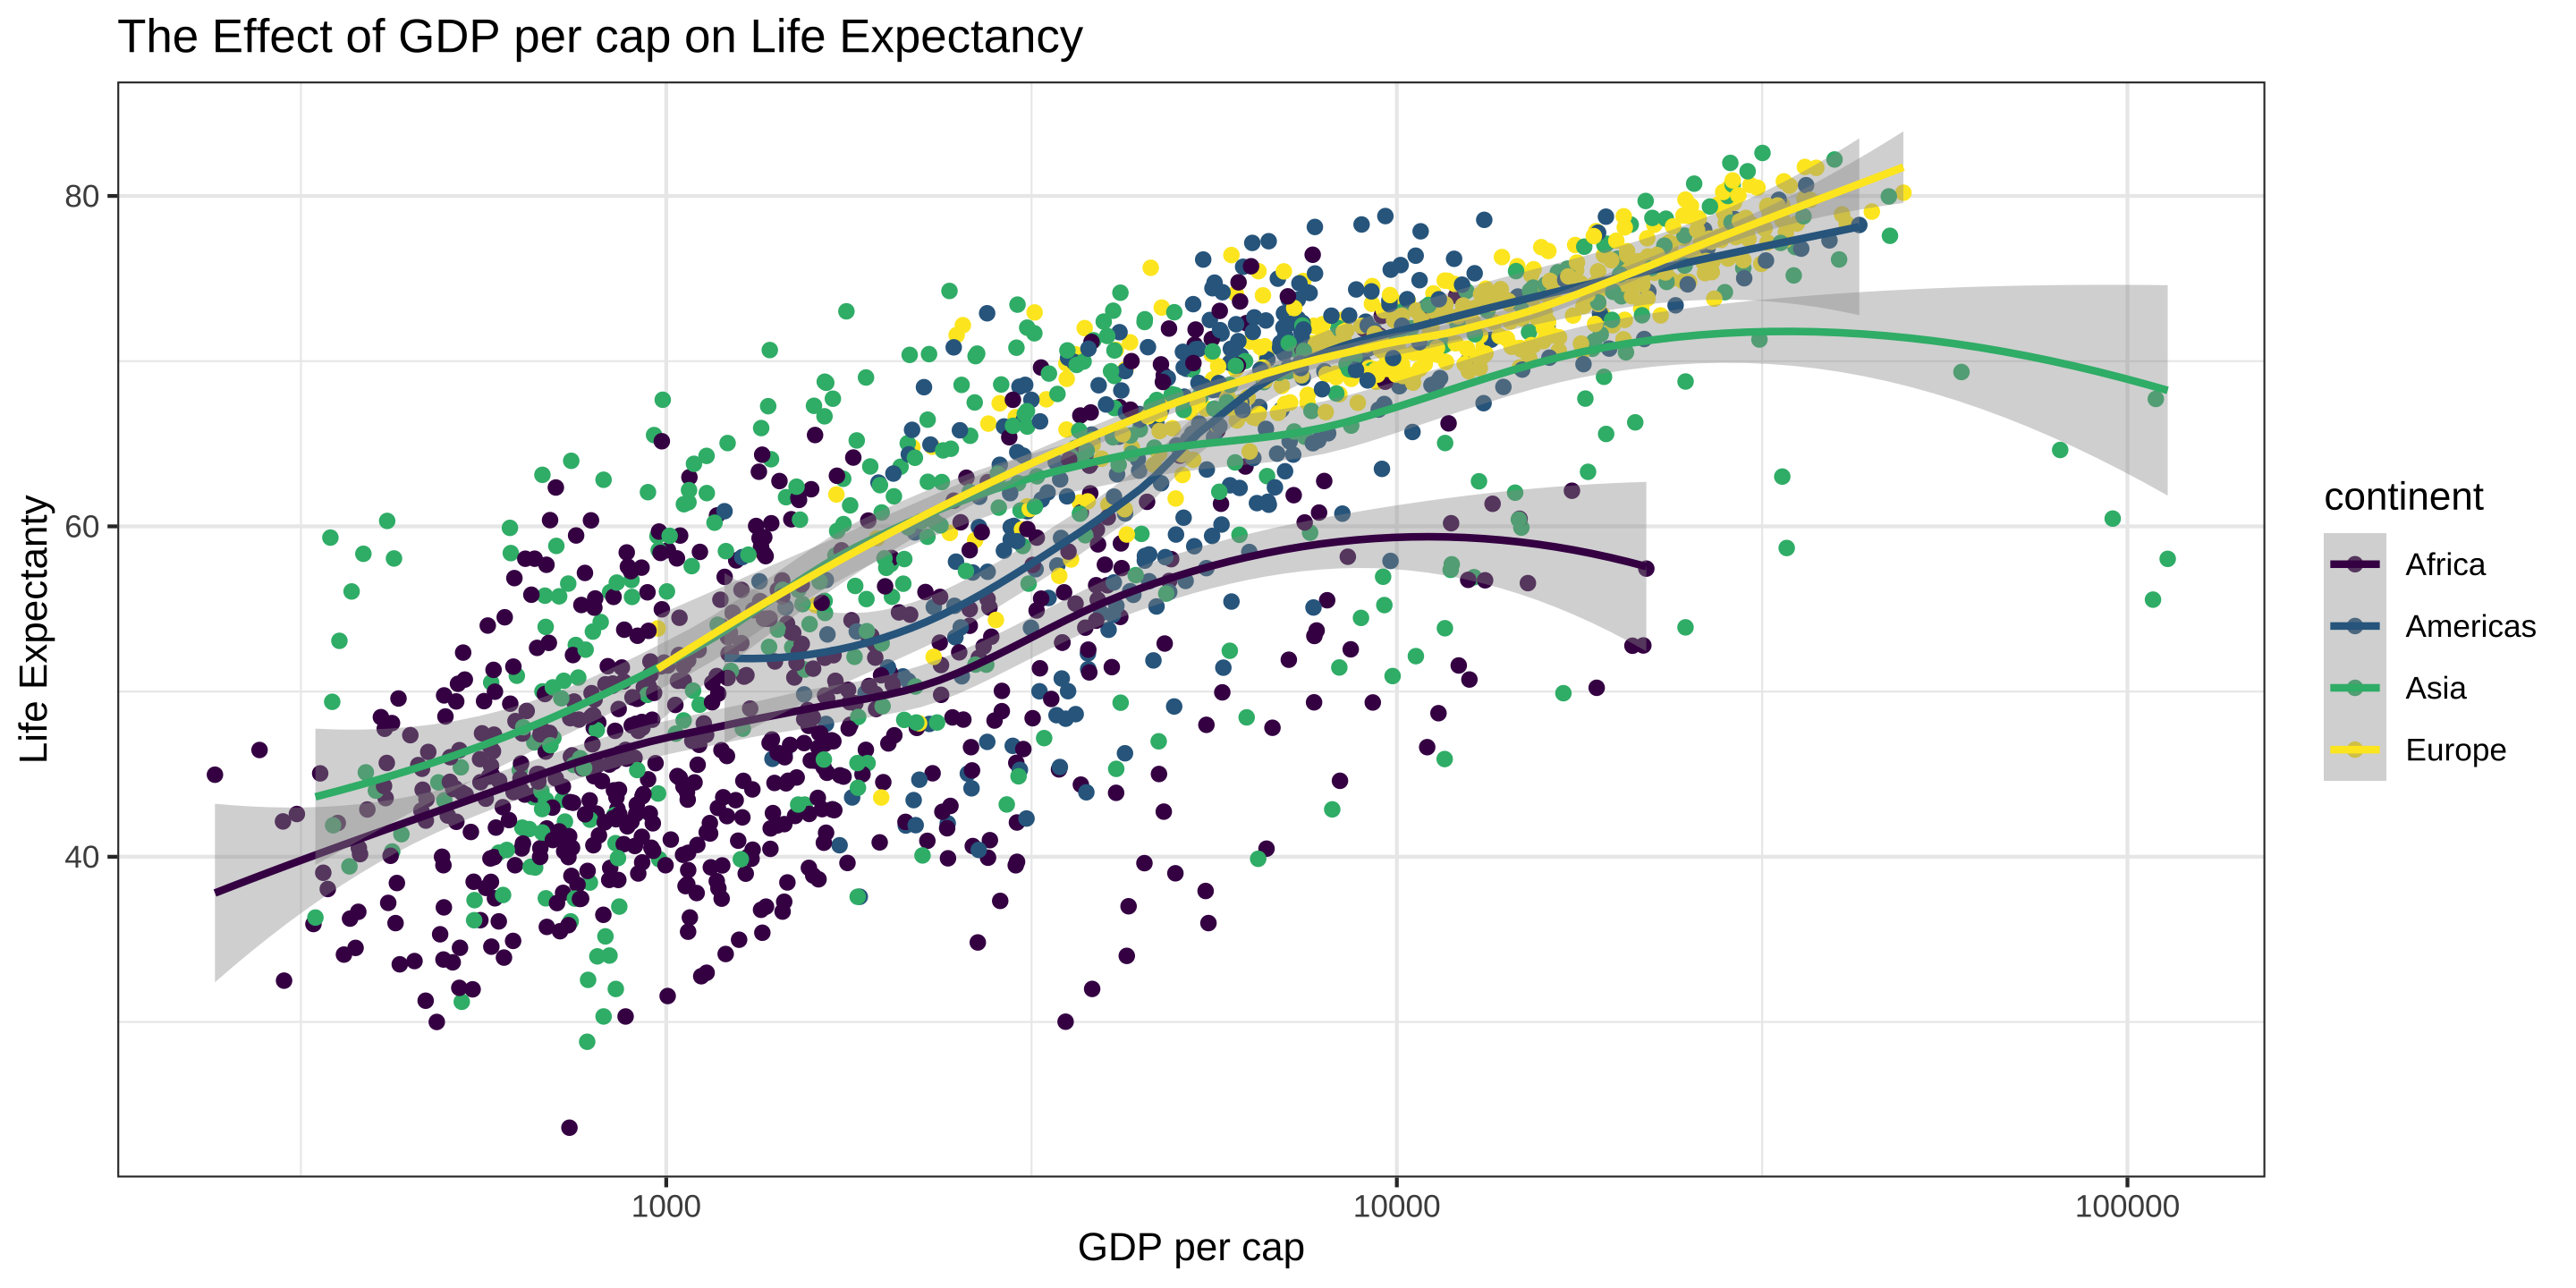 The Effect of GDP per cap on Life Expectancy
80
60
40
Life Expectanty
1000
10000
100000
GDP per cap
continent
Africa
Americas
Asia
Europe